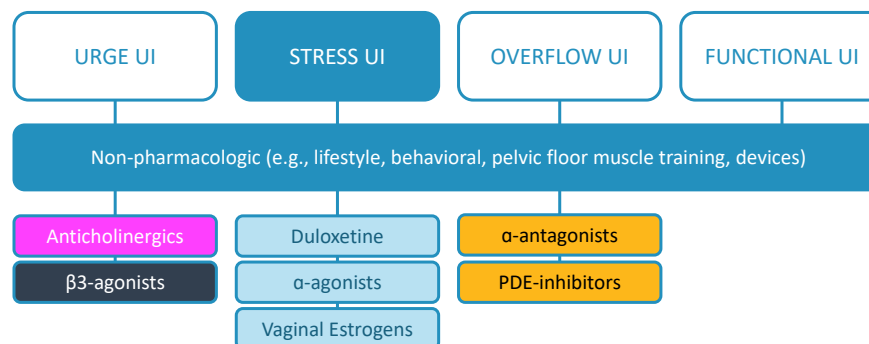 URGE UI
STRESS UI
OVERFLOW UI
FUNCTIONAL UI
Non-pharmacologic (e.g., lifestyle, behavioral, pelvic floor muscle training, devices)
Anticholinergics
Duloxetine
α-antagonists
β3-agonists
α-agonists
PDE-inhibitors
Vaginal Estrogens